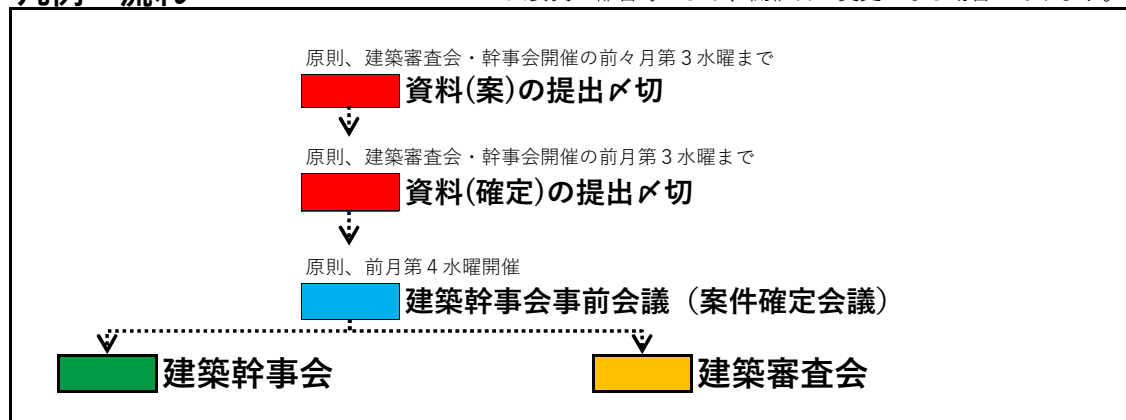 原則、建築審査会・幹事会開催の前々月第３水曜まで
資料(案)の提出〆切
原則、建築審査会・幹事会開催の前月第３水曜まで
資料(確定)の提出〆切
原則、前月第４水曜開催
建築幹事会事前会議（案件確定会議）
建築幹事会
建築審査会